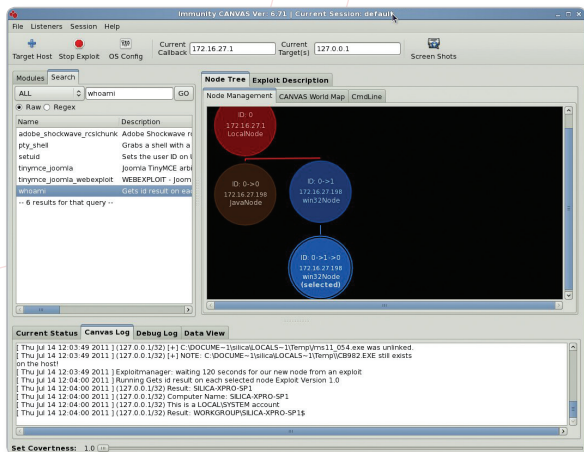 Immunity CANVAS Ver: 6.71 | Current Session: default
File Listeners Session Help
Target Host
Stop Exploit
OS Config
Current Callback 172.16.27.1
Current Target(s) 127.0.0.1
Screen Shots
Modules Search
ALL whoami GO
Raw Regex
Name Description
adobe_shockwave_rcslchunk Adobe Shockwave
pty_shell Grabs a shell with a
setuid Sets the user ID on
tinymce_joomla Joomla TinyMCE arbi
tinymce_joomla_webexploit WEBEXPLOIT - Joom
whoami Gets id result on eac
-- 6 results for that query --
Node Tree Exploit Description
Node Management CANVAS World Map CmdLine
ID: 0
172.16.27.1
LocalNode
ID: 0->0
172.16.27.198
JavaNode
ID: 0->1
172.16.27.198
win32Node
ID: 0->1->0
172.16.27.198
win32Node
(selected)
Current Status Canvas Log Debug Log Data View
[ Thu Jul 14 12:03:49 2011 ] (127.0.0.1/32) [+] C:\DOCUME~1\silica\LOCALS~1\Temp\/ms11_054.exe was unlinked.
[ Thu Jul 14 12:03:49 2011 ] (127.0.0.1/32) [+] NOTE: C:\DOCUME~1\silica\LOCALS~1\Temp\\CB982.EXE still exists
on the host!
[ Thu Jul 14 12:03:49 2011 ] Exploitmanager: waiting 120 seconds for our new node from an exploit
[ Thu Jul 14 12:04:00 2011 ] Running Gets id result on each selected node Exploit Version 1.0
[ Thu Jul 14 12:04:00 2011 ] (127.0.0.1/32) Result: SILICA-XPRO-SP1
[ Thu Jul 14 12:04:00 2011 ] (127.0.0.1/32) Computer Name: SILICA-XPRO-SP1
[ Thu Jul 14 12:04:00 2011 ] (127.0.0.1/32) This is a LOCAL\SYSTEM account
[ Thu Jul 14 12:04:00 2011 ] (127.0.0.1/32) Result: WORKGROUP\SILICA-XPRO-SP1$
Set Covertness: 1.0